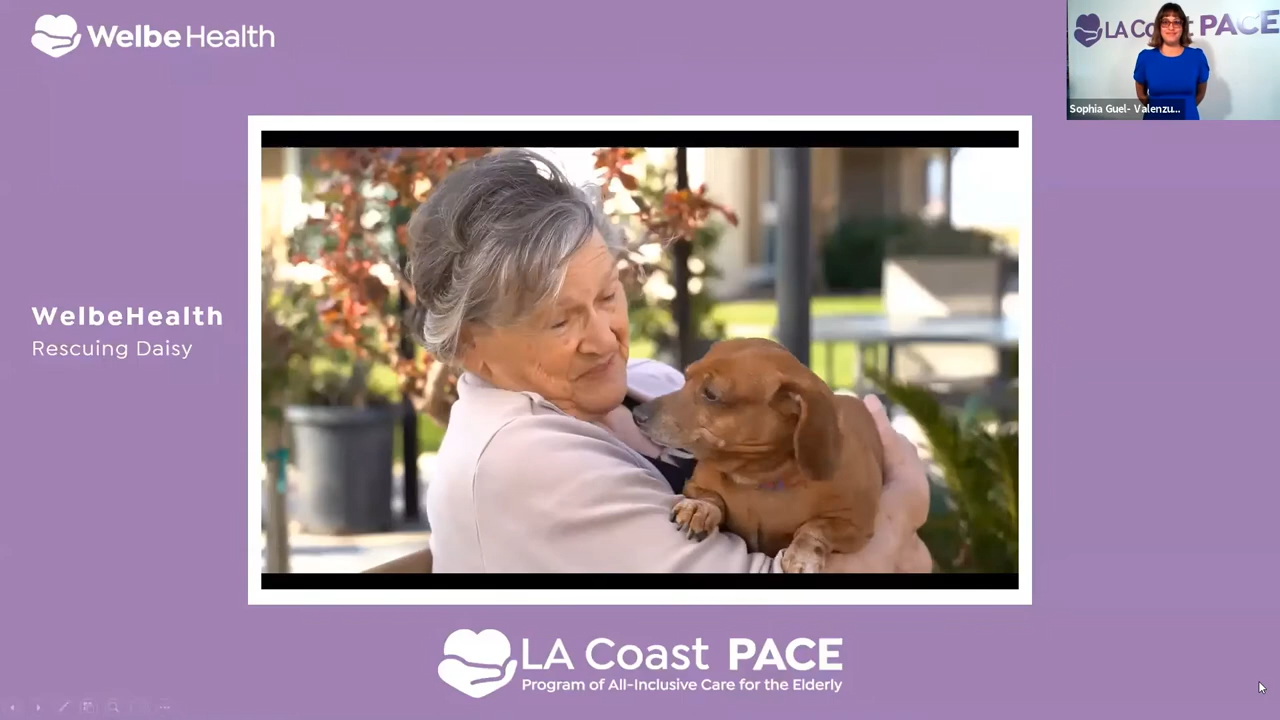 WelbeHealth
LA Coast PACE
Sophia Guel- Valenzu...
WelbeHealth
Rescuing Daisy
LA Coast PACE
Program of All-Inclusive Care for the Elderly